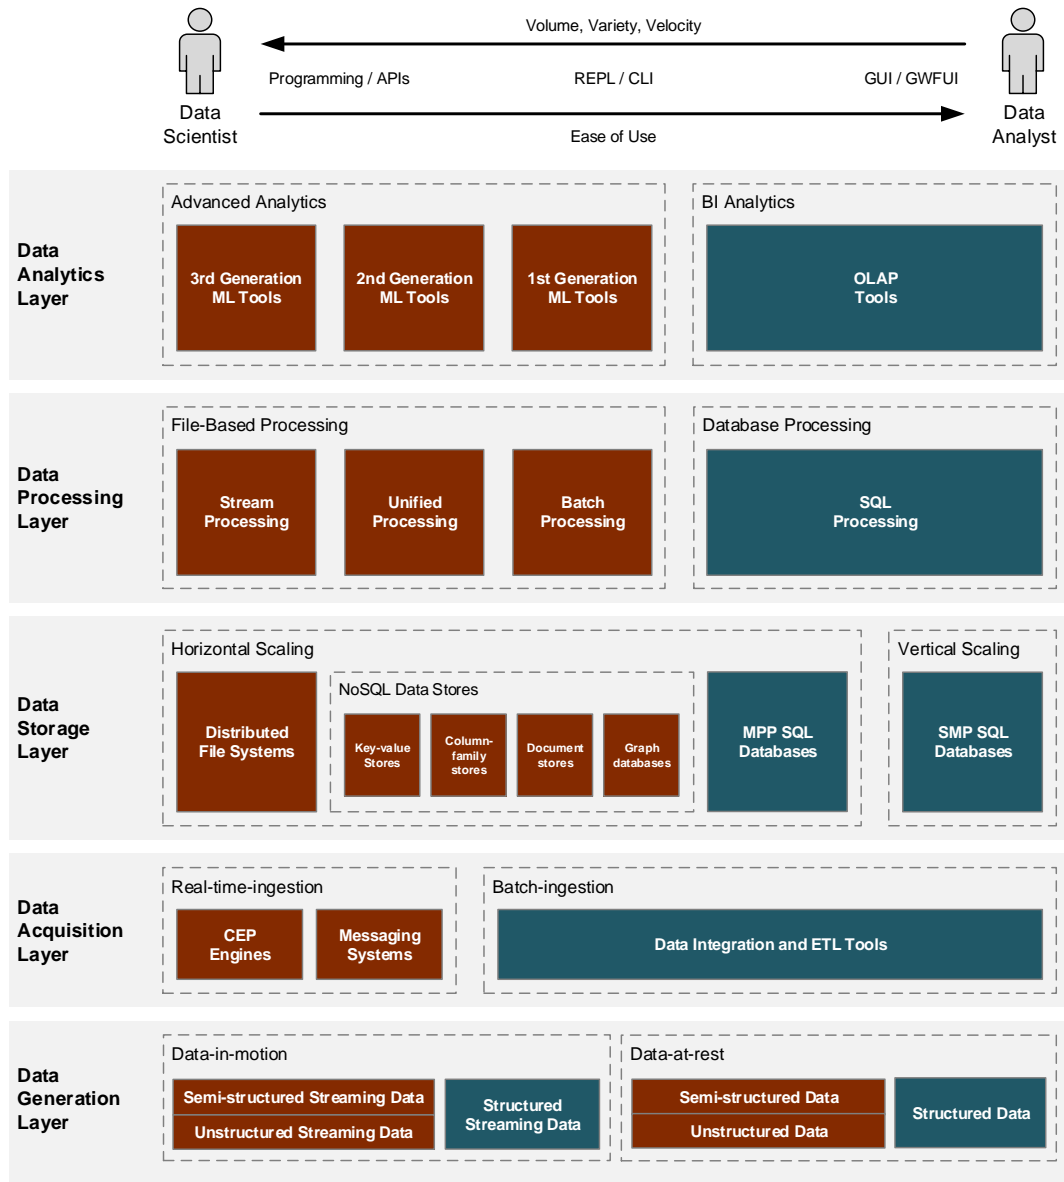 Volume, Variety, Velocity
Programming / APIs
REPL / CLI
GUI / GWFUI
Data
Scientist
Ease of Use
Data
Analyst
Data
Analytics
Layer
Advanced Analytics
3rd Generation
ML Tools
2nd Generation
ML Tools
1st Generation
ML Tools
BI Analytics
OLAP
Tools
Data
Processing
Layer
File-Based Processing
Stream
Processing
Unified
Processing
Batch
Processing
Database Processing
SQL
Processing
Data
Storage
Layer
Horizontal Scaling
Distributed
File Systems
NoSQL Data Stores
Key-value
Stores
Column-
family
stores
Document
stores
Graph
databases
MPP SQL
Databases
Vertical Scaling
SMP SQL
Databases
Data
Acquisition
Layer
Real-time-ingestion
CEP
Engines
Messaging
Systems
Batch-ingestion
Data Integration and ETL Tools
Data
Generation
Layer
Data-in-motion
Semi-structured Streaming Data
Unstructured Streaming Data
Structured
Streaming Data
Data-at-rest
Semi-structured Data
Unstructured Data
Structured Data